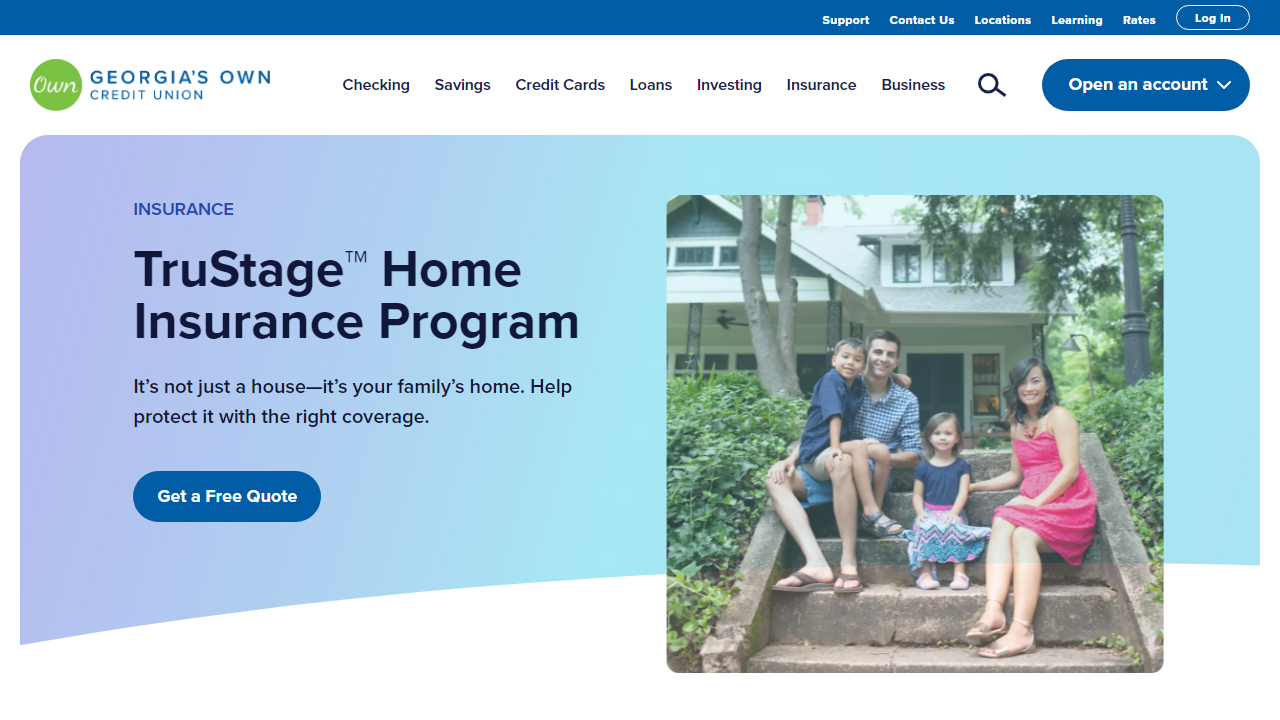 Support Contact Us Locations Learning Rates Log In
Own GEORGIA'S OWN
CREDIT UNION
Checking Savings Credit Cards Loans Investing Insurance Business Open an account
INSURANCE
TruStage™ Home
Insurance Program
It’s not just a house—it’s your family’s home. Help
protect it with the right coverage.
Get a Free Quote